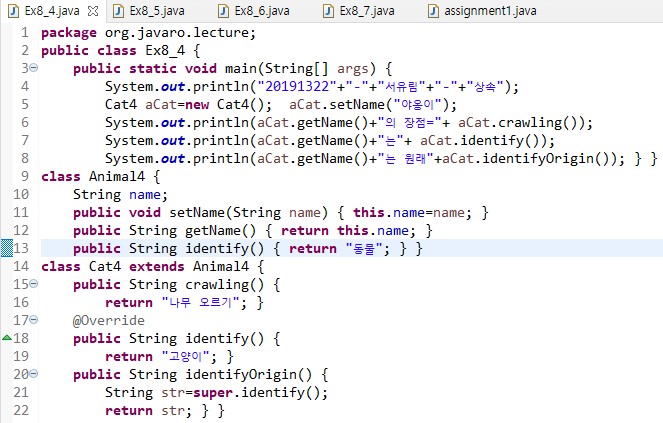 Ex8_4.java Ex8_5.java Ex8_6.java Ex8_7.java assignment1.java
1 package org.javaro.lecture;
2 public class Ex8_4 {
3 public static void main(String[] args) {
4 System.out.println("20191322"+"-"+"서유림"+"-"+"상속");
5 Cat4 aCat=new Cat4();  aCat.setName("야옹이");
6 System.out.println(aCat.getName()+"의 장점="+ aCat.crawling());
7 System.out.println(aCat.getName()+"는"+ aCat.identify());
8 System.out.println(aCat.getName()+"는 원래"+aCat.identifyOrigin()); } }
9 class Animal4 {
10 String name;
11 public void setName(String name) { this.name=name; }
12 public String getName() { return this.name; }
13 public String identify() { return "동물"; } }
14 class Cat4 extends Animal4 {
15 public String crawling() {
16 return "나무 오르기"; }
17 @Override
18 public String identify() {
19 return "고양이"; }
20 public String identifyOrigin() {
21 String str=super.identify();
22 return str; } }